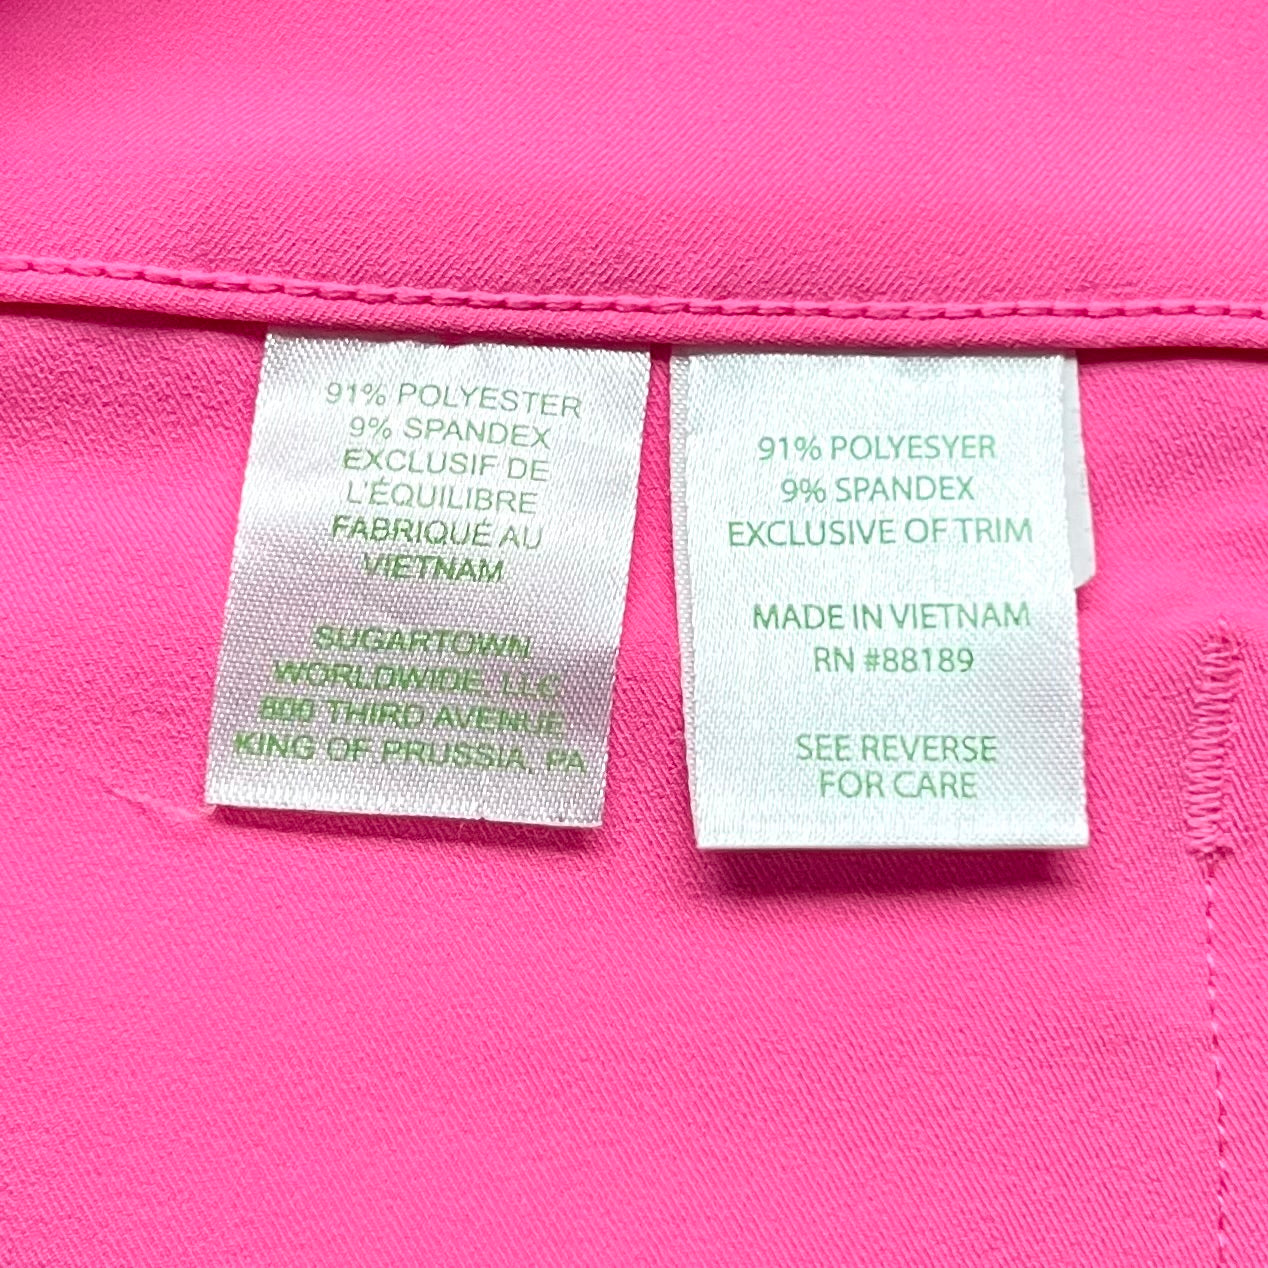 91% POLYESTER
9% SPANDEX
EXCLUSIF DE
L'ÉQUILIBRE
FABRIQUÉ AU
VIETNAM
SUGARTOWN
WORLDWIDE, LLC
800 THIRD AVENUE
KING OF PRUSSIA, PA
91% POLYESYER
9% SPANDEX
EXCLUSIVE OF TRIM
MADE IN VIETNAM
RN #88189
SEE REVERSE
FOR CARE